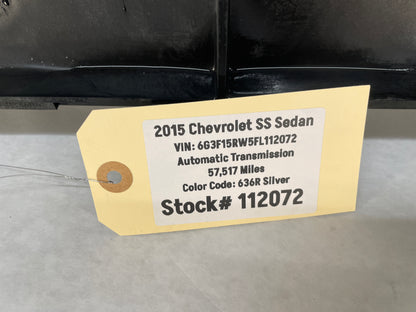 2015 Chevrolet SS Sedan
VIN: 6G3F15RW5FL112072
Automatic Transmission
57,517 Miles
Color Code: 636R Silver
Stock# 112072